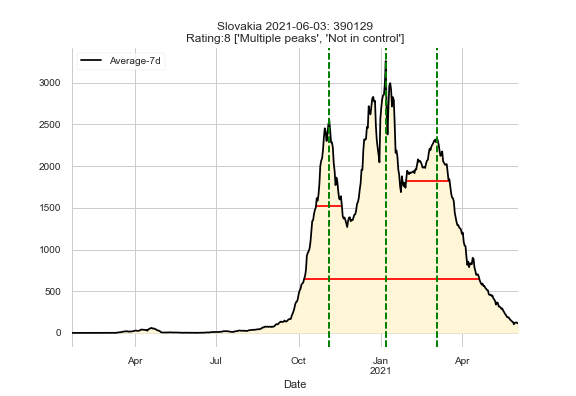 Slovakia 2021-06-03: 390129
Rating:8 ['Multiple peaks', 'Not in control']
Average-7d
3000
2500
2000
1500
1000
500
0
Apr
Jul
Oct
Jan
2021
Apr
Date